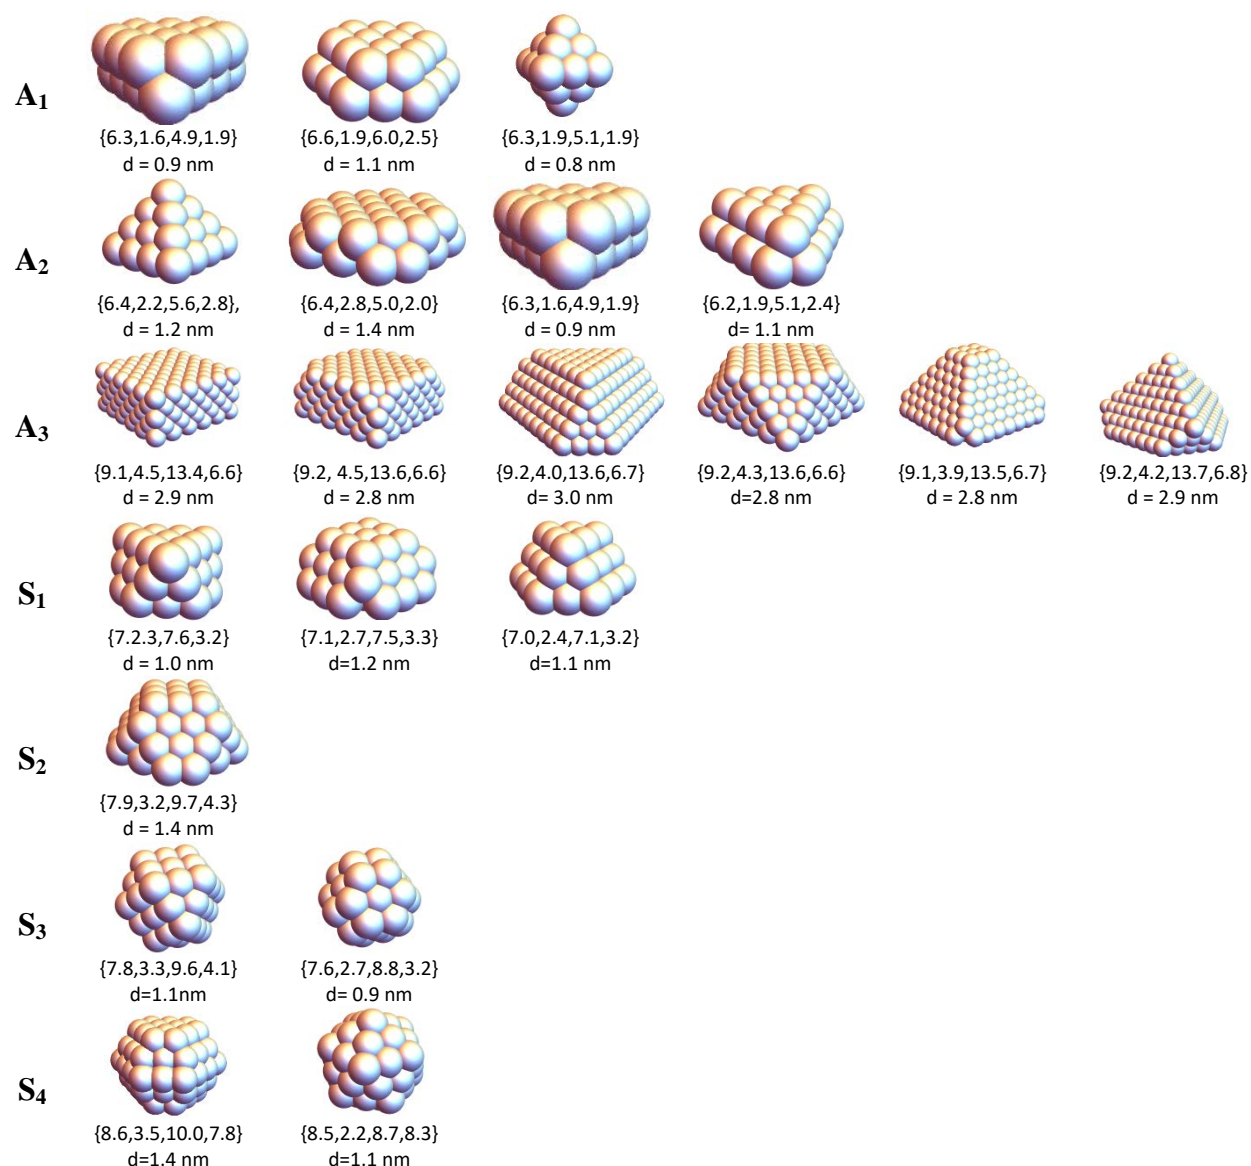 A1
{6.3,1.6,4.9,1.9} {6.6,1.9,6.0,2.5} {6.3,1.9,5.1,1.9}
d = 0.9 nm d = 1.1 nm d = 0.8 nm
A2
{6.4,2.2,5.6,2.8}, {6.4,2.8,5.0,2.0} {6.3,1.6,4.9,1.9} {6.2,1.9,5.1,2.4}
d = 1.2 nm d = 1.4 nm d = 0.9 nm d= 1.1 nm
A3
{9.1,4.5,13.4,6.6} {9.2, 4.5,13.6,6.6} {9.2,4.0,13.6,6.7} {9.2,4.3,13.6,6.6} {9.1,3.9,13.5,6.7} {9.2,4.2,13.7,6.8}
d = 2.9 nm d = 2.8 nm d= 3.0 nm d=2.8 nm d = 2.8 nm d = 2.9 nm
S1
{7.2.3,7.6,3.2} {7.1,2.7,7.5,3.3} {7.0,2.4,7.1,3.2}
d = 1.0 nm d=1.2 nm d=1.1 nm
S2
{7.9,3.2,9.7,4.3}
d = 1.4 nm
S3
{7.8,3.3,9.6,4.1} {7.6,2.7,8.8,3.2}
d=1.1nm d= 0.9 nm
S4
{8.6,3.5,10.0,7.8} {8.5,2.2,8.7,8.3}
d=1.4 nm d=1.1 nm